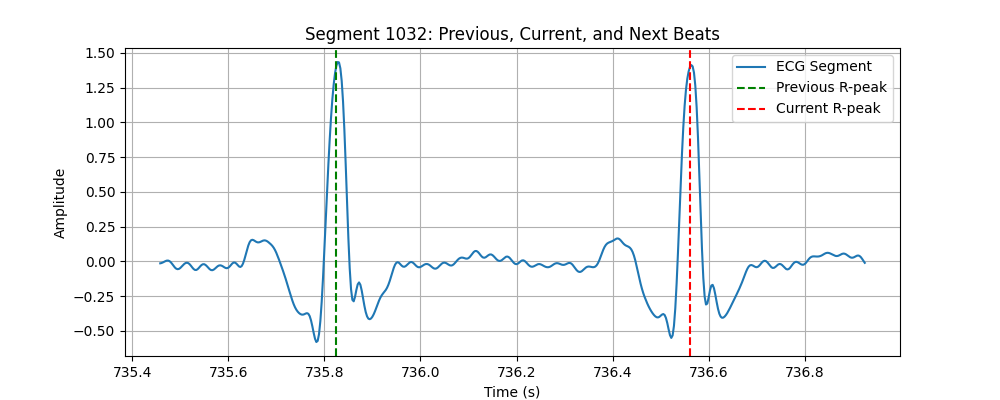 Segment 1032: Previous, Current, and Next Beats
1.50
1.25
1.00
0.75
0.50
0.25
0.00
−0.25
−0.50
Amplitude
ECG Segment
Previous R-peak
Current R-peak
735.4 735.6 735.8 736.0 736.2 736.4 736.6 736.8
Time (s)